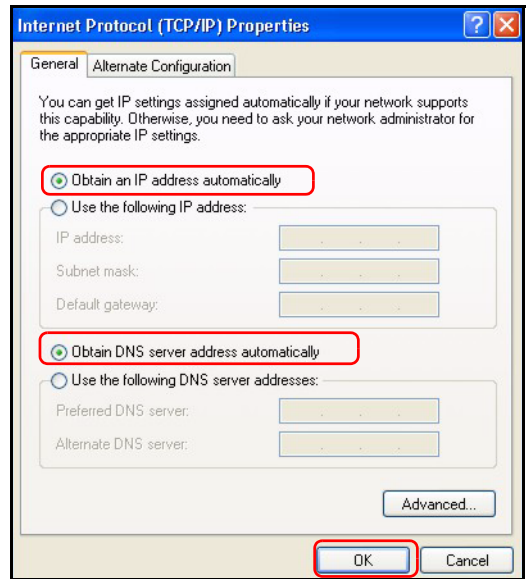 Internet Protocol (TCP/IP) Properties
General
Alternate Configuration
You can get IP settings assigned automatically if your network supports
this capability. Otherwise, you need to ask your network administrator for
the appropriate IP settings.
Obtain an IP address automatically
Use the following IP address:
IP address:
Subnet mask:
Default gateway:
Obtain DNS server address automatically
Use the following DNS server addresses:
Preferred DNS server:
Alternate DNS server:
Advanced...
OK
Cancel